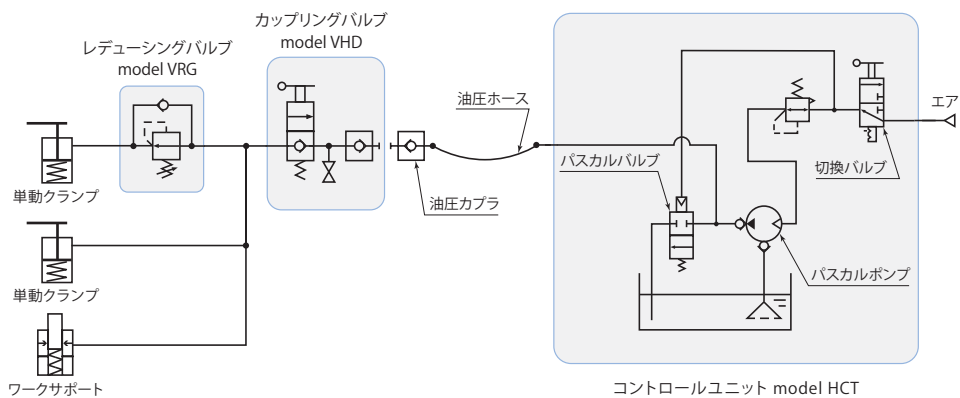 カップリングバルブ
model VHD
レデューシングバルブ
model VRG
油圧ホース
エア
パスカルバルブ
切換バルブ
単動クランプ
油圧カプラ
パスカルポンプ
単動クランプ
ワークサポート
コントロールユニット model HCT